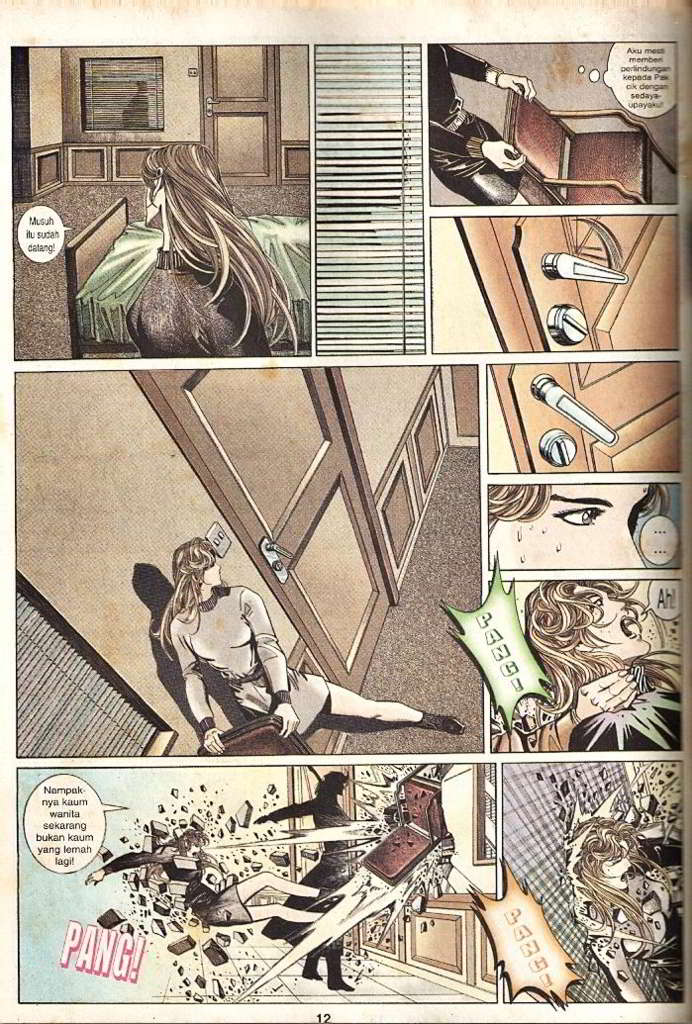 Musuh
itu sudah
datang!
Aku mesti
memberi
perlindungan
kepada Pak
cik dengan
sedaya-
upayaku!
...
...
PANG!
Ah!
Nampak-
nya kaum
wanita
sekarang
bukan kaum
yang lemah
lagi!
PANG!
PANG!
12